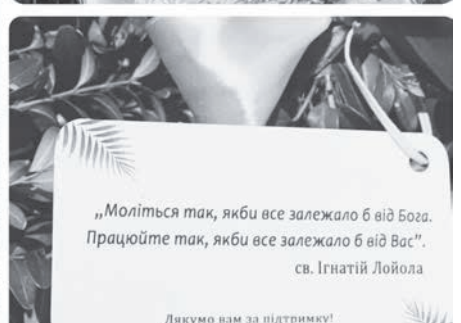 „Моліться так, якби все залежало б від Бога.
Працюйте так, якби все залежало б від Вас”.
св. Ігнатій Лойола
Дякумо вам за підтримку!